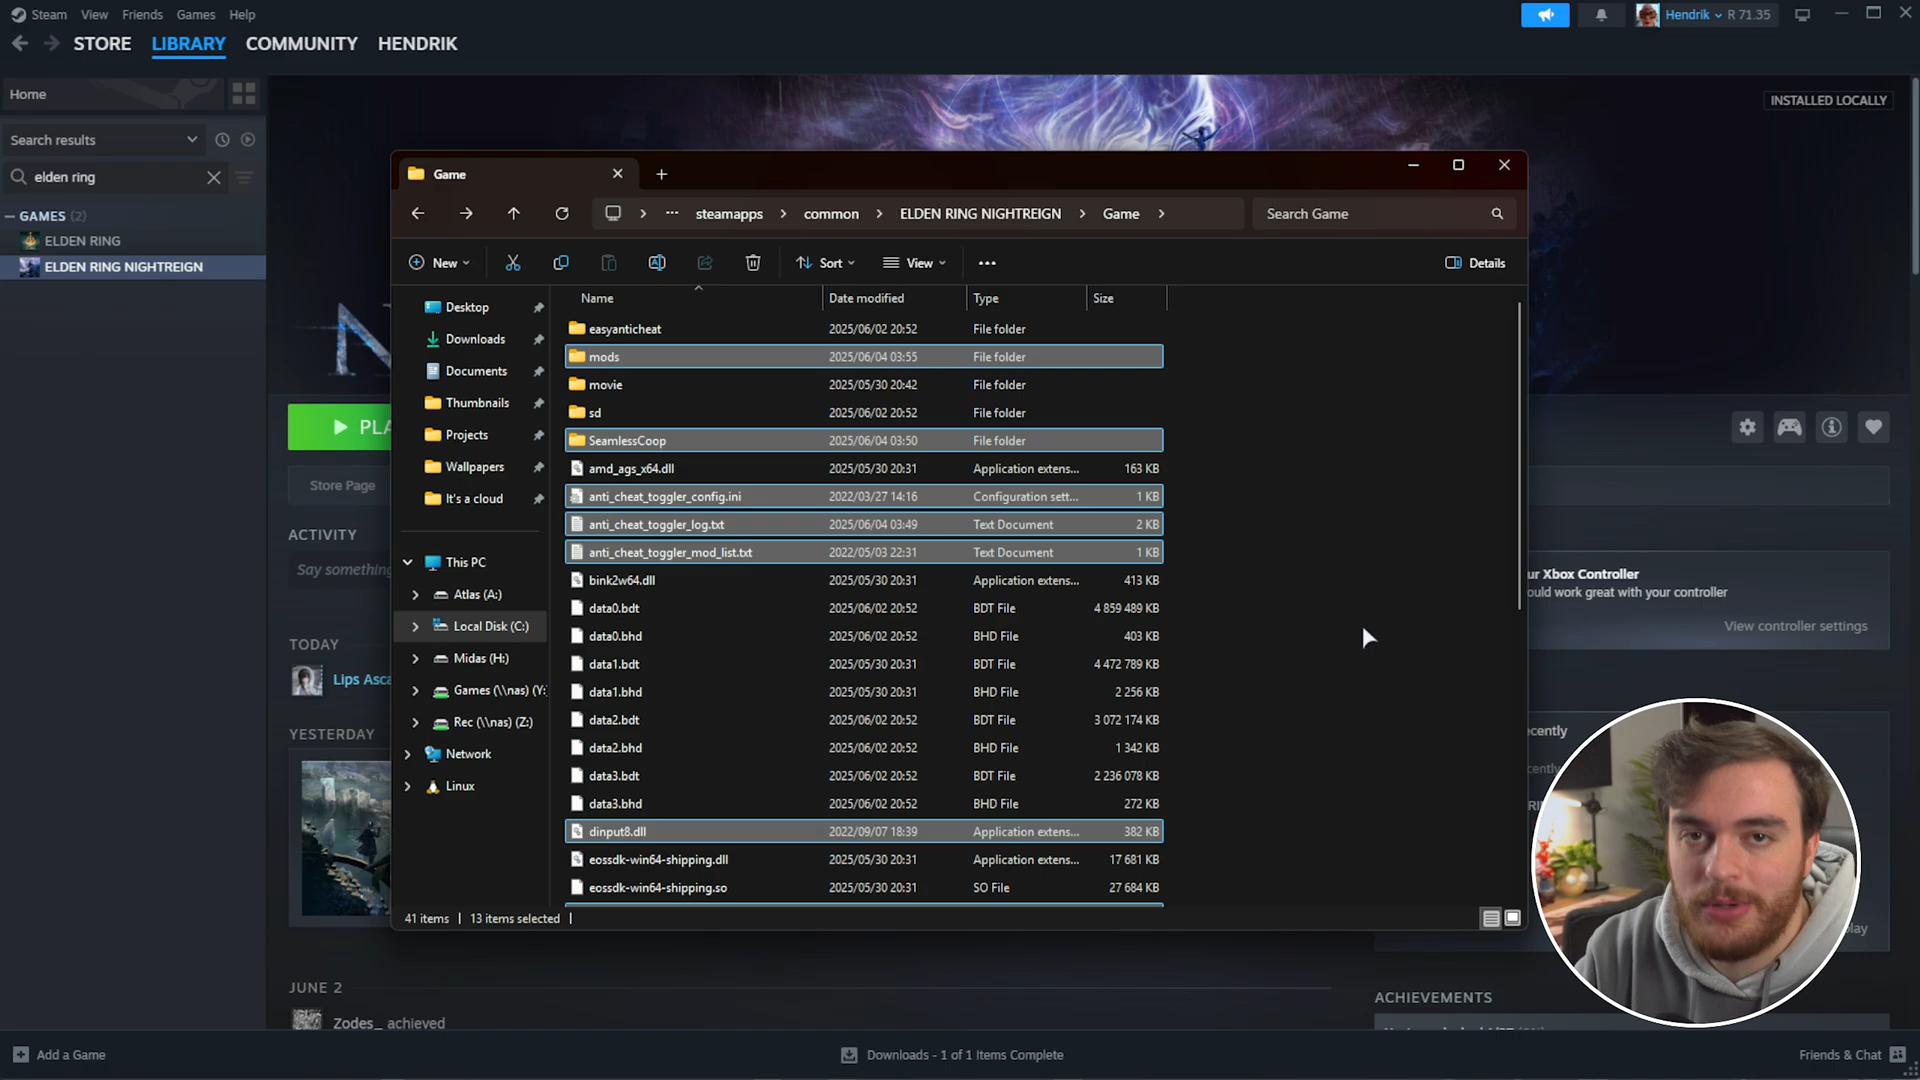 Steam View Friends Games Help
Hendrik R 71.35
STORE LIBRARY COMMUNITY HENDRIK
Home
INSTALLED LOCALLY
Search results
elden ring
GAMES (2)
ELDEN RING
ELDEN RING NIGHTREIGN
N
PLA
Store Page
ACTIVITY
Say something
TODAY
Lips Asca
YESTERDAY
JUNE 2
Zodes_ achieved
Game
steamapps common ELDEN RING NIGHTREIGN Game
Search Game
New Sort View Details
Desktop
Downloads
Documents
Thumbnails
Projects
Wallpapers
It's a cloud
This PC
Atlas (A:)
Local Disk (C:)
Midas (H:)
Games (\\nas) (Y:
Rec (\\nas) (Z:)
Network
Linux
Name Date modified Type Size
easyanticheat 2025/06/02 20:52 File folder
mods 2025/06/04 03:55 File folder
movie 2025/05/30 20:42 File folder
sd 2025/06/02 20:52 File folder
SeamlessCoop 2025/06/04 03:50 File folder
amd_ags_x64.dll 2025/05/30 20:31 Application extens... 163 KB
anti_cheat_toggler_config.ini 2022/03/27 14:16 Configuration sett... 1 KB
anti_cheat_toggler_log.txt 2025/06/04 03:49 Text Document 2 KB
anti_cheat_toggler_mod_list.txt 2022/05/03 22:31 Text Document 1 KB
bink2w64.dll 2025/05/30 20:31 Application extens... 413 KB
data0.bdt 2025/06/02 20:52 BDT File 4 859 489 KB
data0.bhd 2025/06/02 20:52 BHD File 403 KB
data1.bdt 2025/05/30 20:31 BDT File 4 472 789 KB
data1.bhd 2025/05/30 20:31 BHD File 2 256 KB
data2.bdt 2025/06/02 20:52 BDT File 3 072 174 KB
data2.bhd 2025/06/02 20:52 BHD File 1 342 KB
data3.bdt 2025/06/02 20:52 BDT File 2 236 078 KB
data3.bhd 2025/06/02 20:52 BHD File 272 KB
dinput8.dll 2022/09/07 18:39 Application extens... 382 KB
eossdk-win64-shipping.dll 2025/05/30 20:31 Application extens... 17 681 KB
eossdk-win64-shipping.so 2025/05/30 20:31 SO File 27 684 KB
41 items 13 items selected
ur Xbox Controller
ould work great with your controller
View controller settings
ecently
ACHIEVEMENTS
Add a Game
Downloads - 1 of 1 Items Complete
Friends & Chat